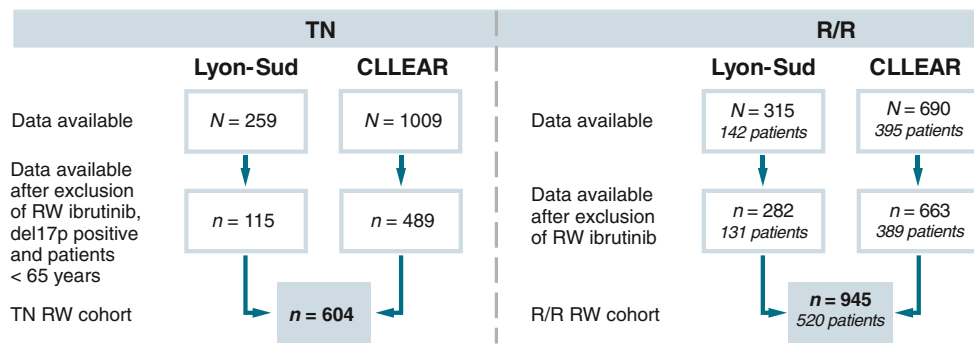 TN
Lyon-Sud
CLLEAR
Data available
N = 259
N = 1009
Data available
after exclusion
of RW ibrutinib,
del17p positive
and patients
< 65 years
n = 115
n = 489
TN RW cohort
n = 604
R/R
Lyon-Sud
CLLEAR
Data available
N = 315
142 patients
N = 690
395 patients
Data available
after exclusion
of RW ibrutinib
n = 282
131 patients
n = 663
389 patients
R/R RW cohort
n = 945
520 patients